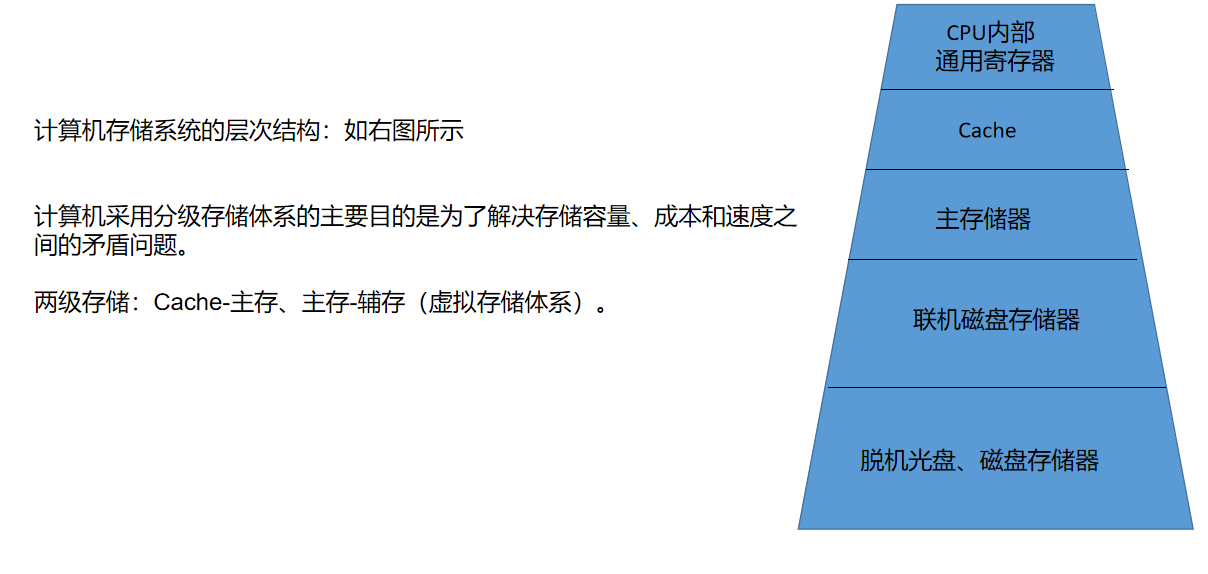 计算机存储系统的层次结构：如右图所示
计算机采用分级存储体系的主要目的是为了解决存储容量、成本和速度之
间的矛盾问题。
两级存储：Cache-主存、主存-辅存（虚拟存储体系）。
CPU内部
通用寄存器
Cache
主存储器
联机磁盘存储器
脱机光盘、磁盘存储器